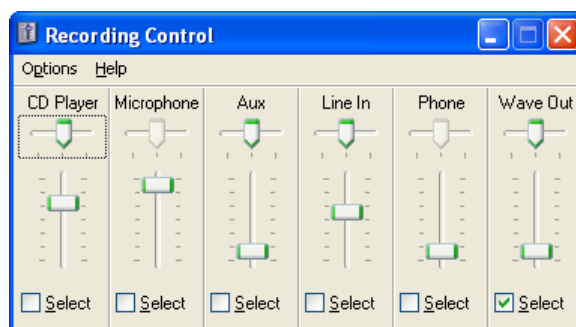 Recording Control
Options Help
CD Player Microphone Aux Line In Phone Wave Out
Select Select Select Select Select Select